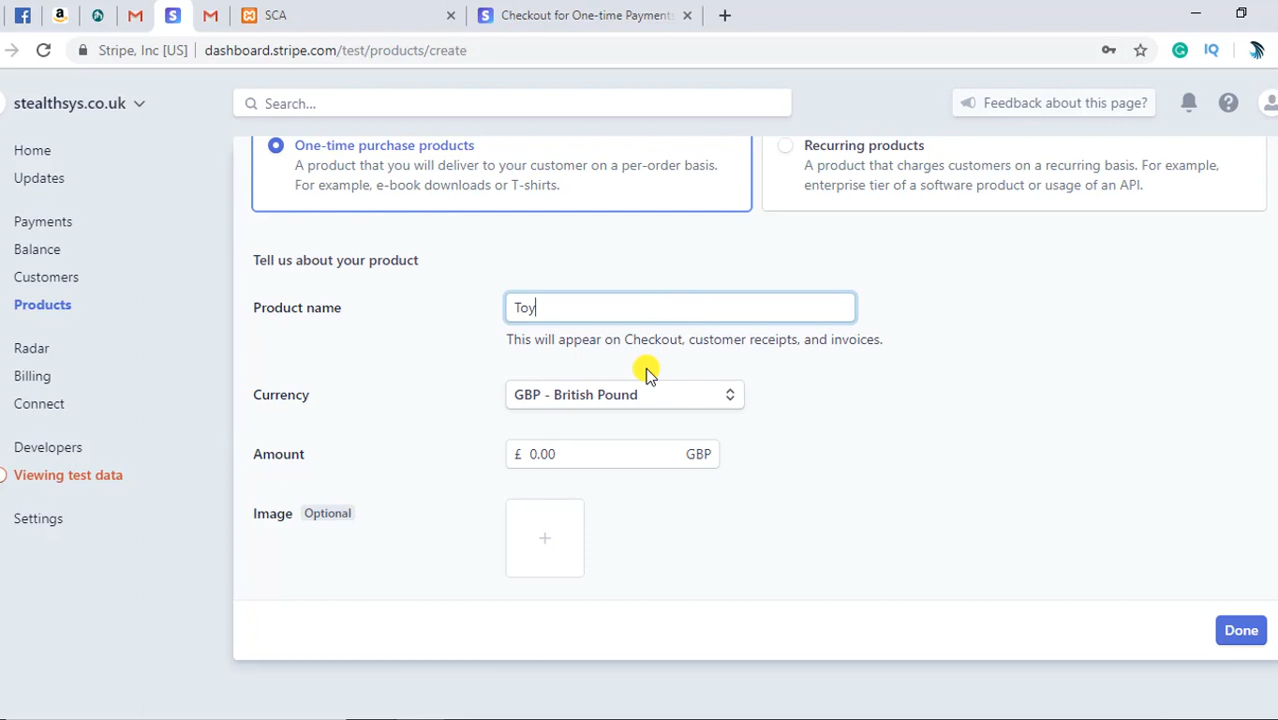 SCA
Checkout for One-time Payments
Stripe, Inc [US]
dashboard.stripe.com/test/products/create
stealthsys.co.uk
Search...
Feedback about this page?
Home
Updates
Payments
Balance
Customers
Products
Radar
Billing
Connect
Developers
Viewing test data
Settings
One-time purchase products
A product that you will deliver to your customer on a per-order basis.
For example, e-book downloads or T-shirts.
Recurring products
A product that charges customers on a recurring basis. For example,
enterprise tier of a software product or usage of an API.
Tell us about your product
Product name
Toy
This will appear on Checkout, customer receipts, and invoices.
Currency
GBP - British Pound
Amount
£ 0.00 GBP
Image Optional
Done